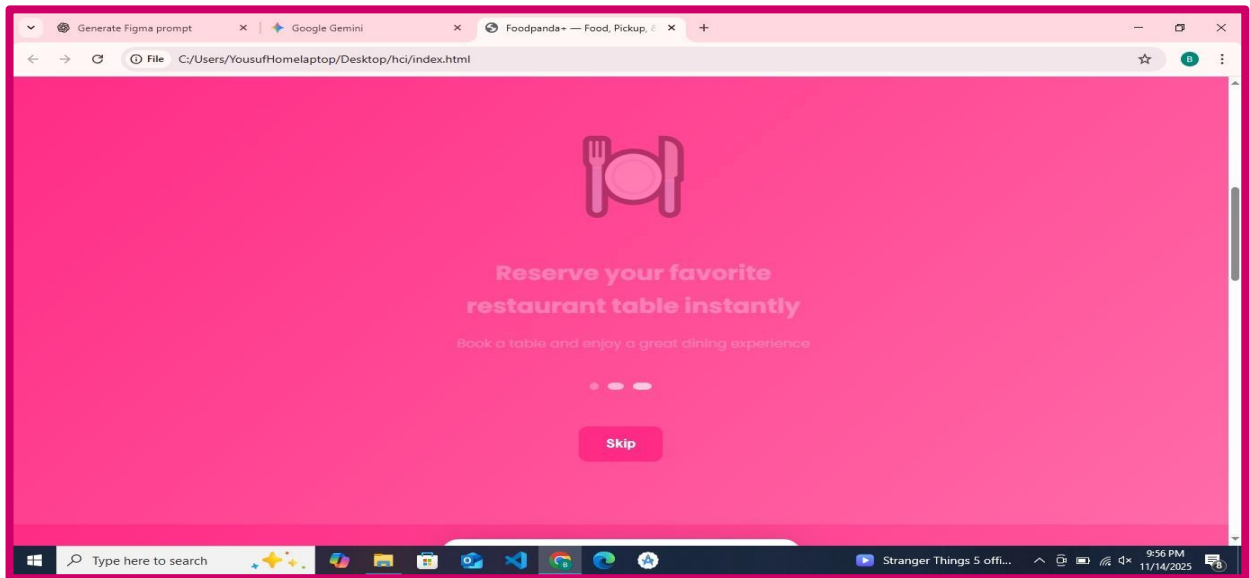 Generate Figma prompt
Google Gemini
Foodpanda+ — Food, Pickup, &
File C:/Users/YousufHomelaptop/Desktop/hci/index.html
B
Reserve your favorite
restaurant table instantly
Book a table and enjoy a great dining experience
Skip
Type here to search
Stranger Things 5 offi...
9:56 PM
11/14/2025
8